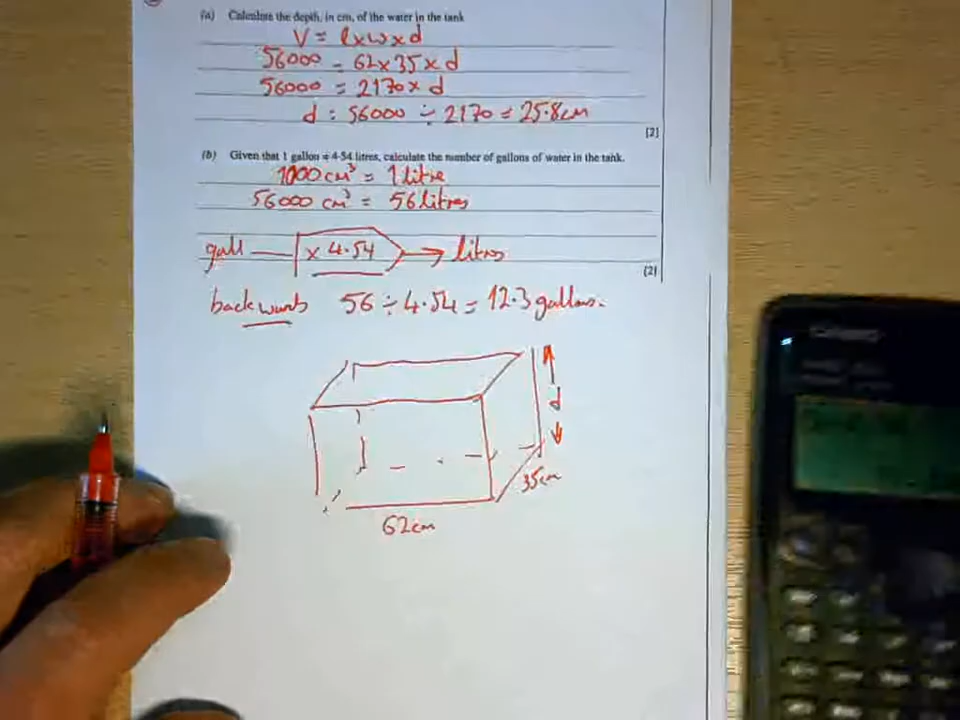 (a) Calculate the depth, in cm, of the water in the tank
V = l x w x d
56000 = 62 x 35 x d
56000 = 2170 x d
d = 56000 ÷ 2170 = 25.8cm
[2]
(b) Given that 1 gallon = 4·54 litres, calculate the number of gallons of water in the tank.
1000 cm³ = 1 litre
56000 cm³ = 56 litres
gall x 4.54 litres
[2]
backwards 56 ÷ 4.54 = 12.3 gallons.
d
35cm
62cm
CASIO